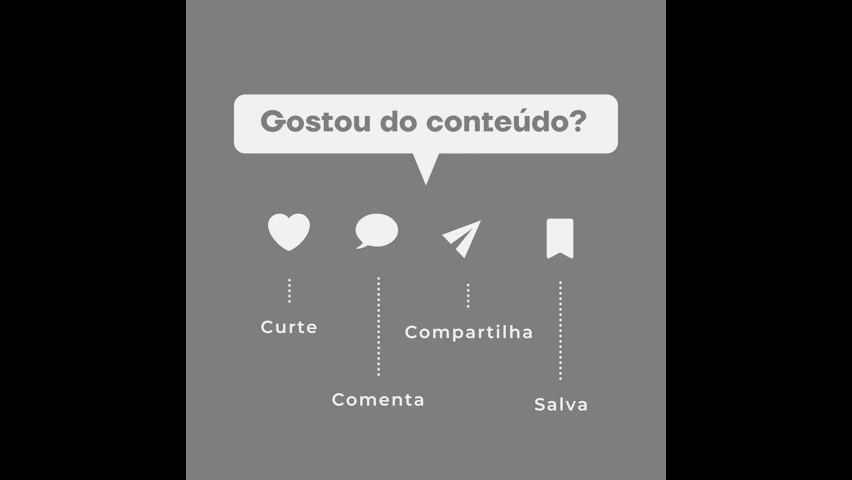 Gostou do conteúdo?
Curte
Compartilha
Comenta
Salva